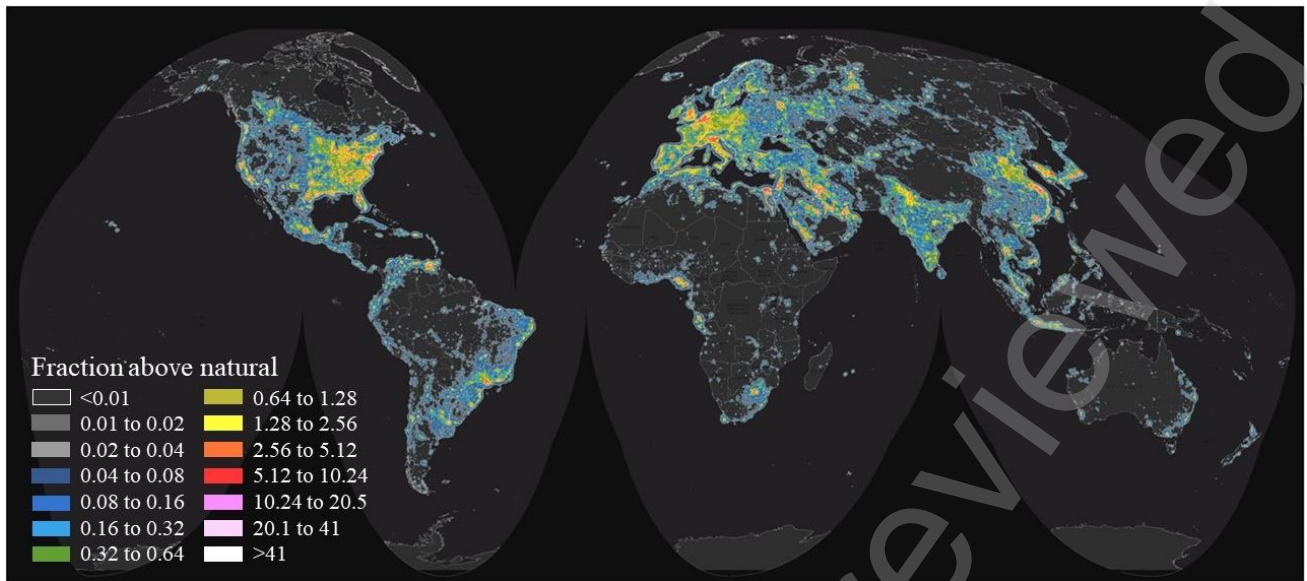 Fraction above natural
<0.01
0.01 to 0.02
0.02 to 0.04
0.04 to 0.08
0.08 to 0.16
0.16 to 0.32
0.32 to 0.64
0.64 to 1.28
1.28 to 2.56
2.56 to 5.12
5.12 to 10.24
10.24 to 20.5
20.1 to 41
>41
eviewed